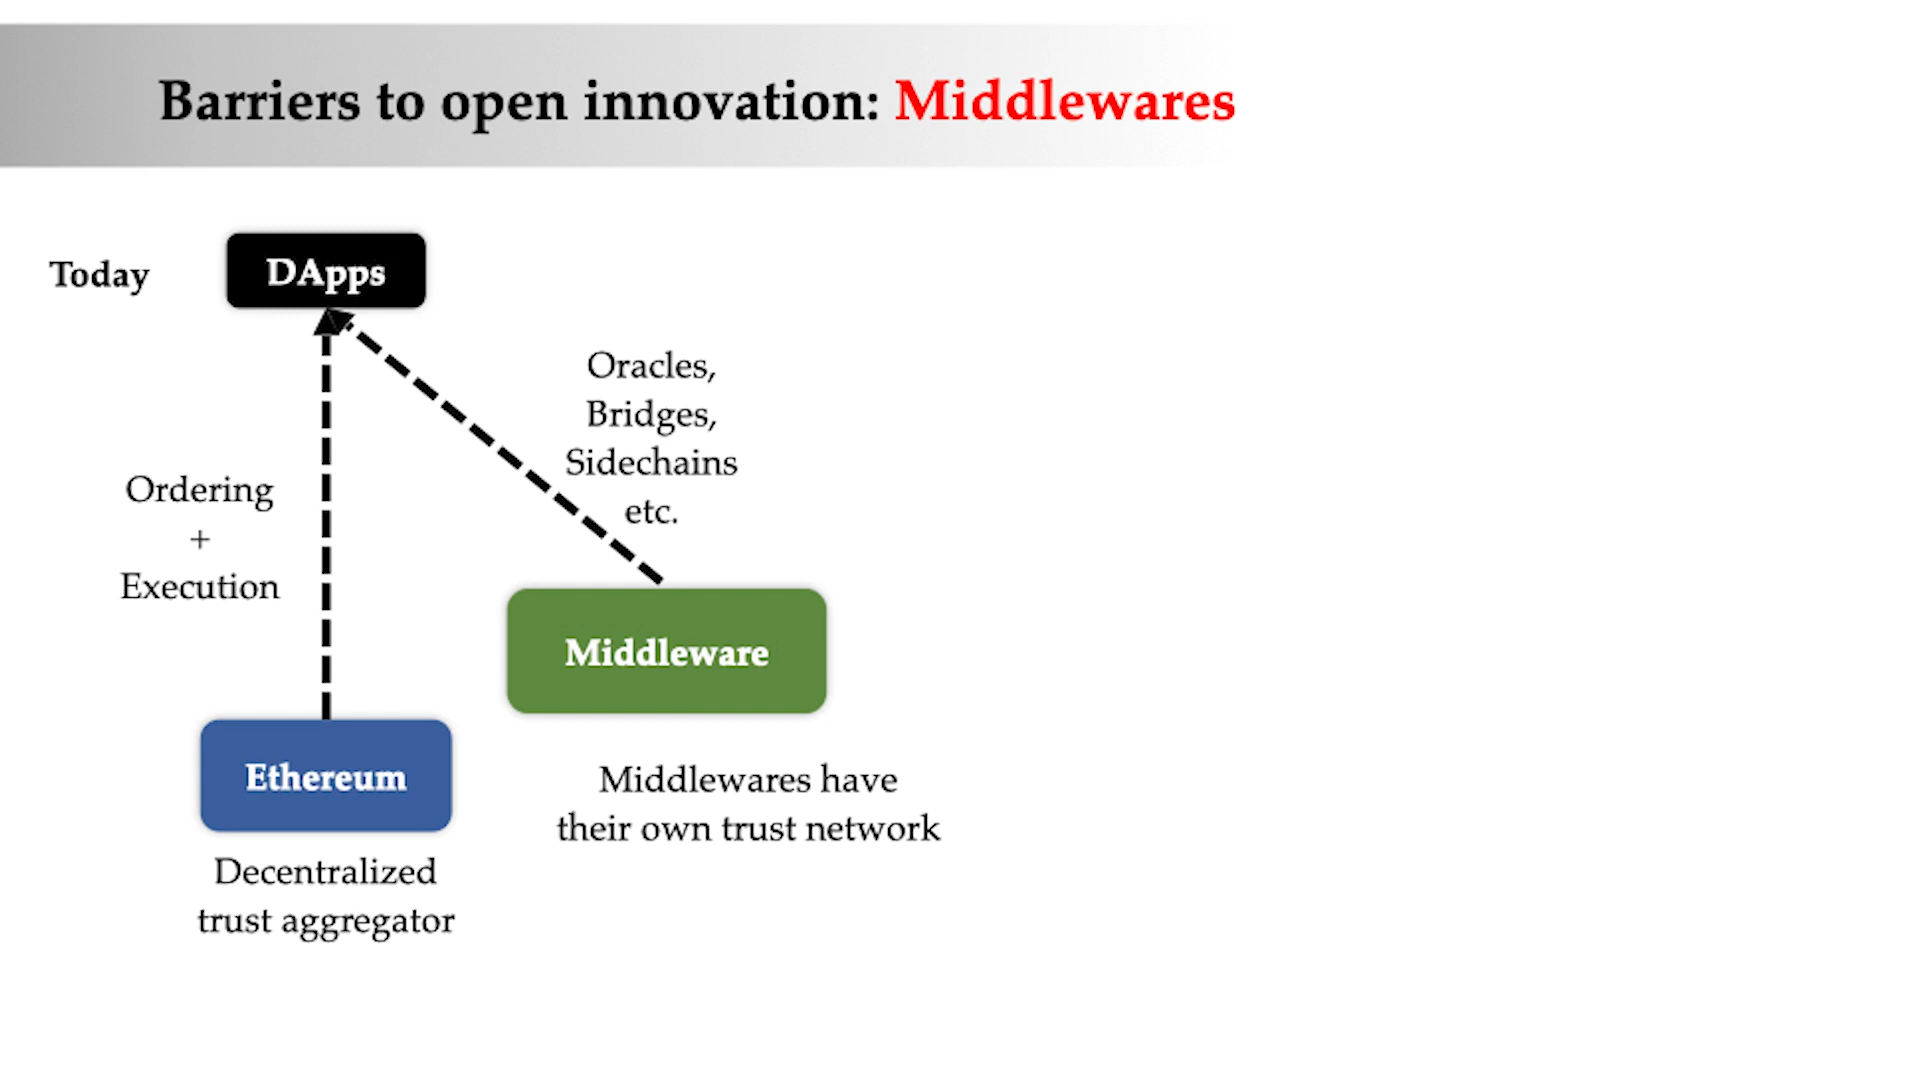 Barriers to open innovation: Middlewares
Today
DApps
Oracles,
Bridges,
Sidechains
etc.
Ordering
+
Execution
Middleware
Ethereum
Middlewares have
their own trust network
Decentralized
trust aggregator